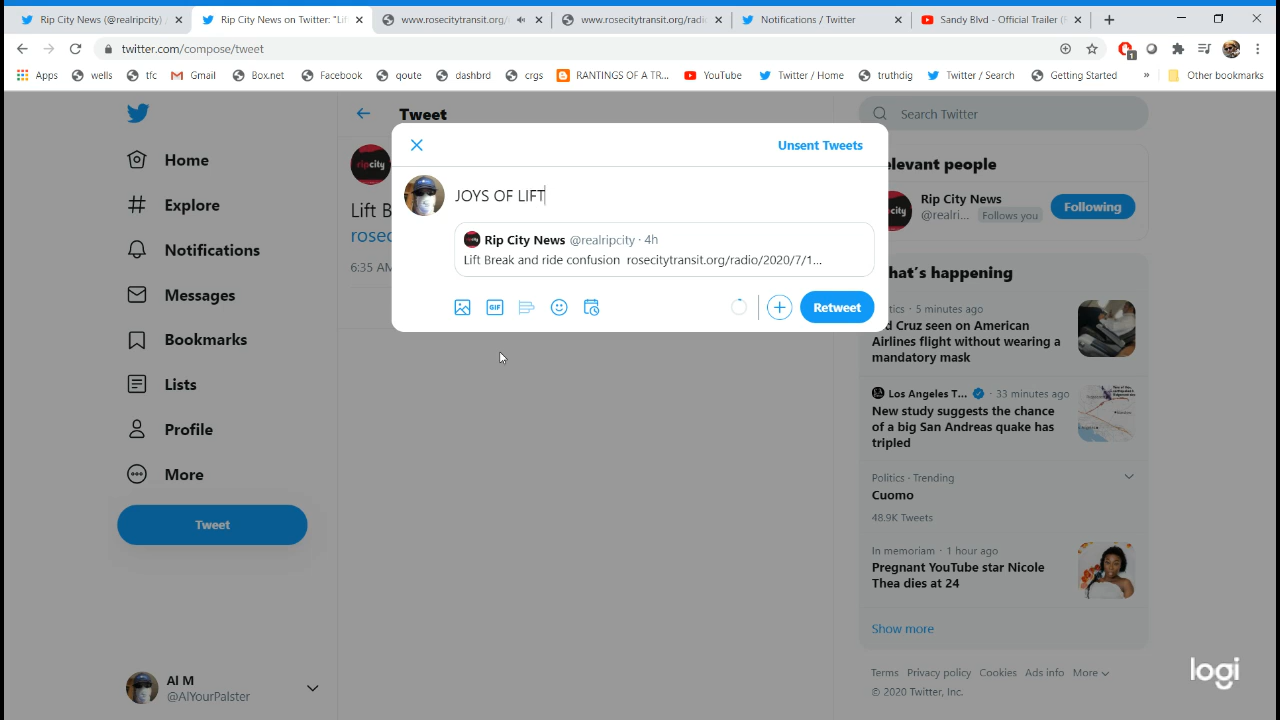 Rip City News (@realripcity) /
Rip City News on Twitter: "Lif
www.rosecitytransit.org/r
www.rosecitytransit.org/radi
Notifications / Twitter
Sandy Blvd - Official Trailer (
twitter.com/compose/tweet
1
Apps
wells
tfc
Gmail
Box.net
Facebook
qoute
dashbrd
crgs
RANTINGS OF A TR...
YouTube
Twitter / Home
truthdig
Twitter / Search
Getting Started
»
Other bookmarks
Home
Explore
Notifications
Messages
Bookmarks
Lists
Profile
More
Tweet
Al M
@AlYourPalster
Tweet
ripcity
Lift B
rosec
6:35 AM
Unsent Tweets
JOYS OF LIFT
Rip City News @realripcity · 4h
Lift Break and ride confusion rosecitytransit.org/radio/2020/7/1...
GIF
Retweet
Search Twitter
elevant people
city
Rip City News
@realri... Follows you
Following
hat's happening
tics · 5 minutes ago
d Cruz seen on American
Airlines flight without wearing a
mandatory mask
Los Angeles T... · 33 minutes ago
New study suggests the chance
of a big San Andreas quake has
tripled
Politics · Trending
Cuomo
48.9K Tweets
In memoriam · 1 hour ago
Pregnant YouTube star Nicole
Thea dies at 24
Show more
Terms Privacy policy Cookies Ads info More
© 2020 Twitter, Inc.
logi